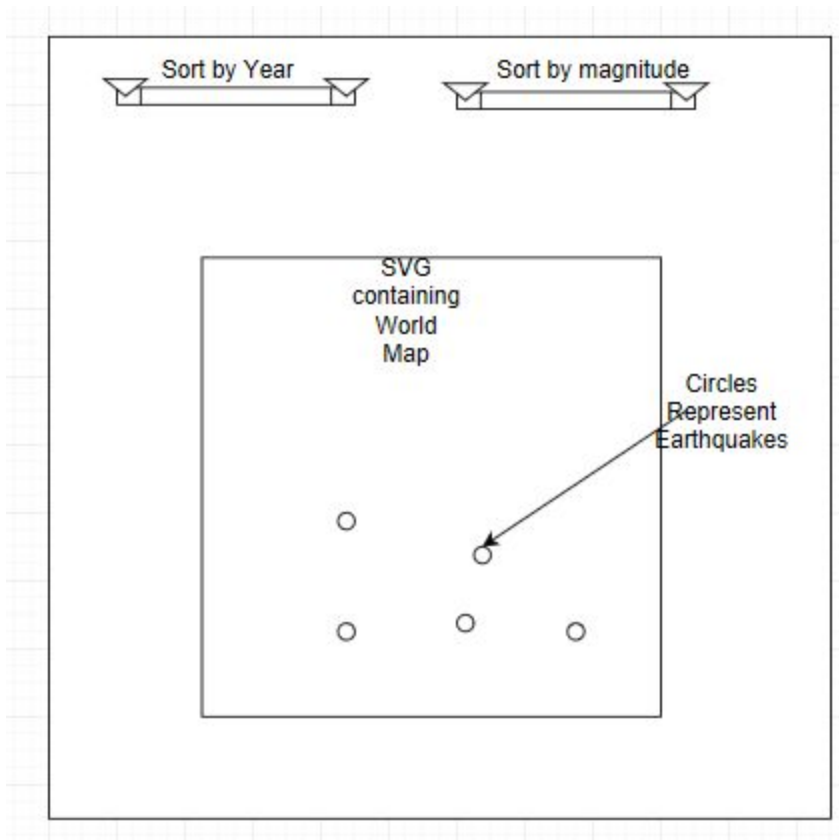 Sort by Year
Sort by magnitude
SVG
containing
World
Map
Circles
Represent
Earthquakes